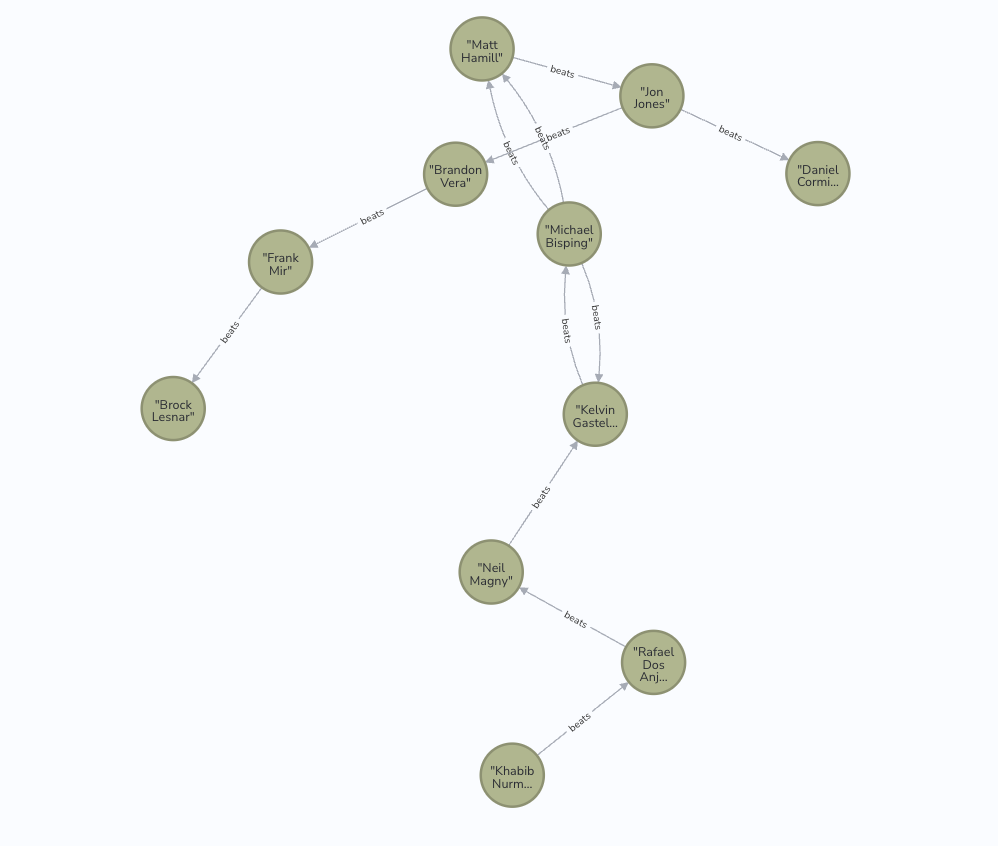 "Matt
Hamill"
beats
"Jon
Jones"
beats
beats
beats
beats
"Brandon
Vera"
"Daniel
Cormi...
beats
"Michael
Bisping"
"Frank
Mir"
beats
beats
beats
"Brock
Lesnar"
"Kelvin
Gastel...
beats
"Neil
Magny"
beats
"Rafael
Dos
Anj...
beats
"Khabib
Nurm...